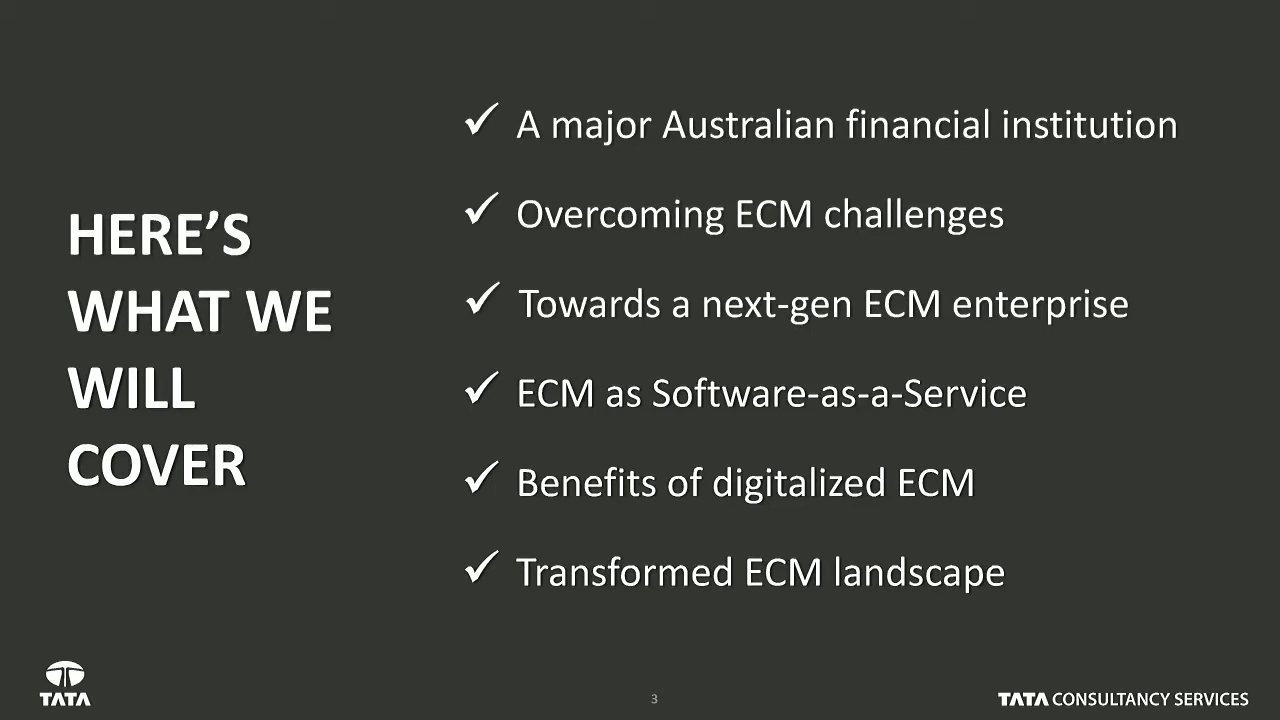 HERE’S
WHAT WE
WILL
COVER
✓ A major Australian financial institution
✓ Overcoming ECM challenges
✓ Towards a next-gen ECM enterprise
✓ ECM as Software-as-a-Service
✓ Benefits of digitalized ECM
✓ Transformed ECM landscape
TATA
3
TATA CONSULTANCY SERVICES